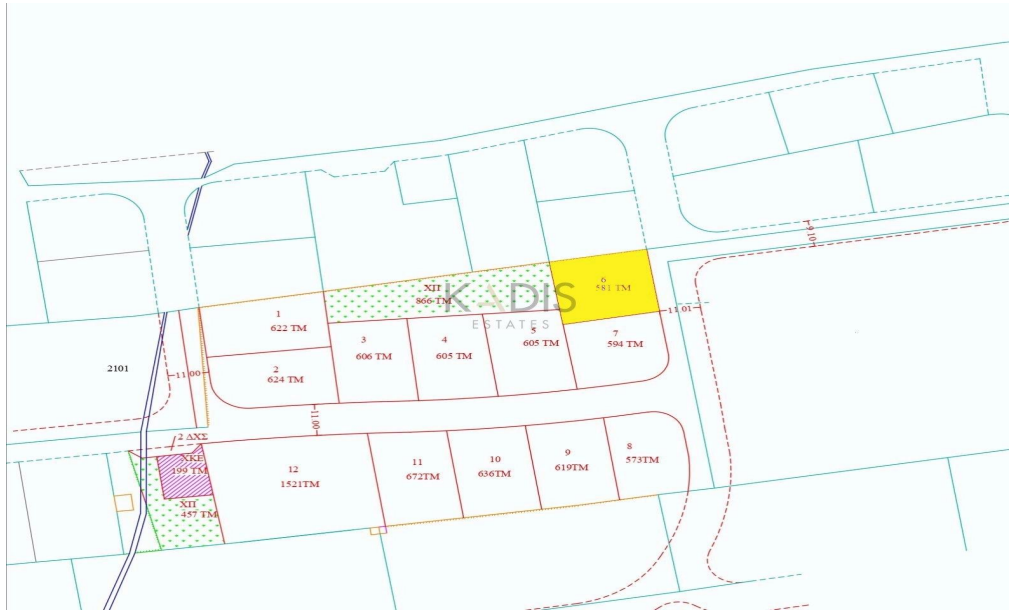 9.10
6
581 TM
ΧΠ
866 TM
KADIS
ESTATES
11.01
1
622 TM
3
606 TM
4
605 TM
5
605 TM
7
594 TM
2101
11.00
2
624 TM
11.00
2 ΔΧΣ
ΧΚΕ
199 TM
ΧΠ
457 TM
12
1521TM
11
672TM
10
636TM
9
619TM
8
573TM